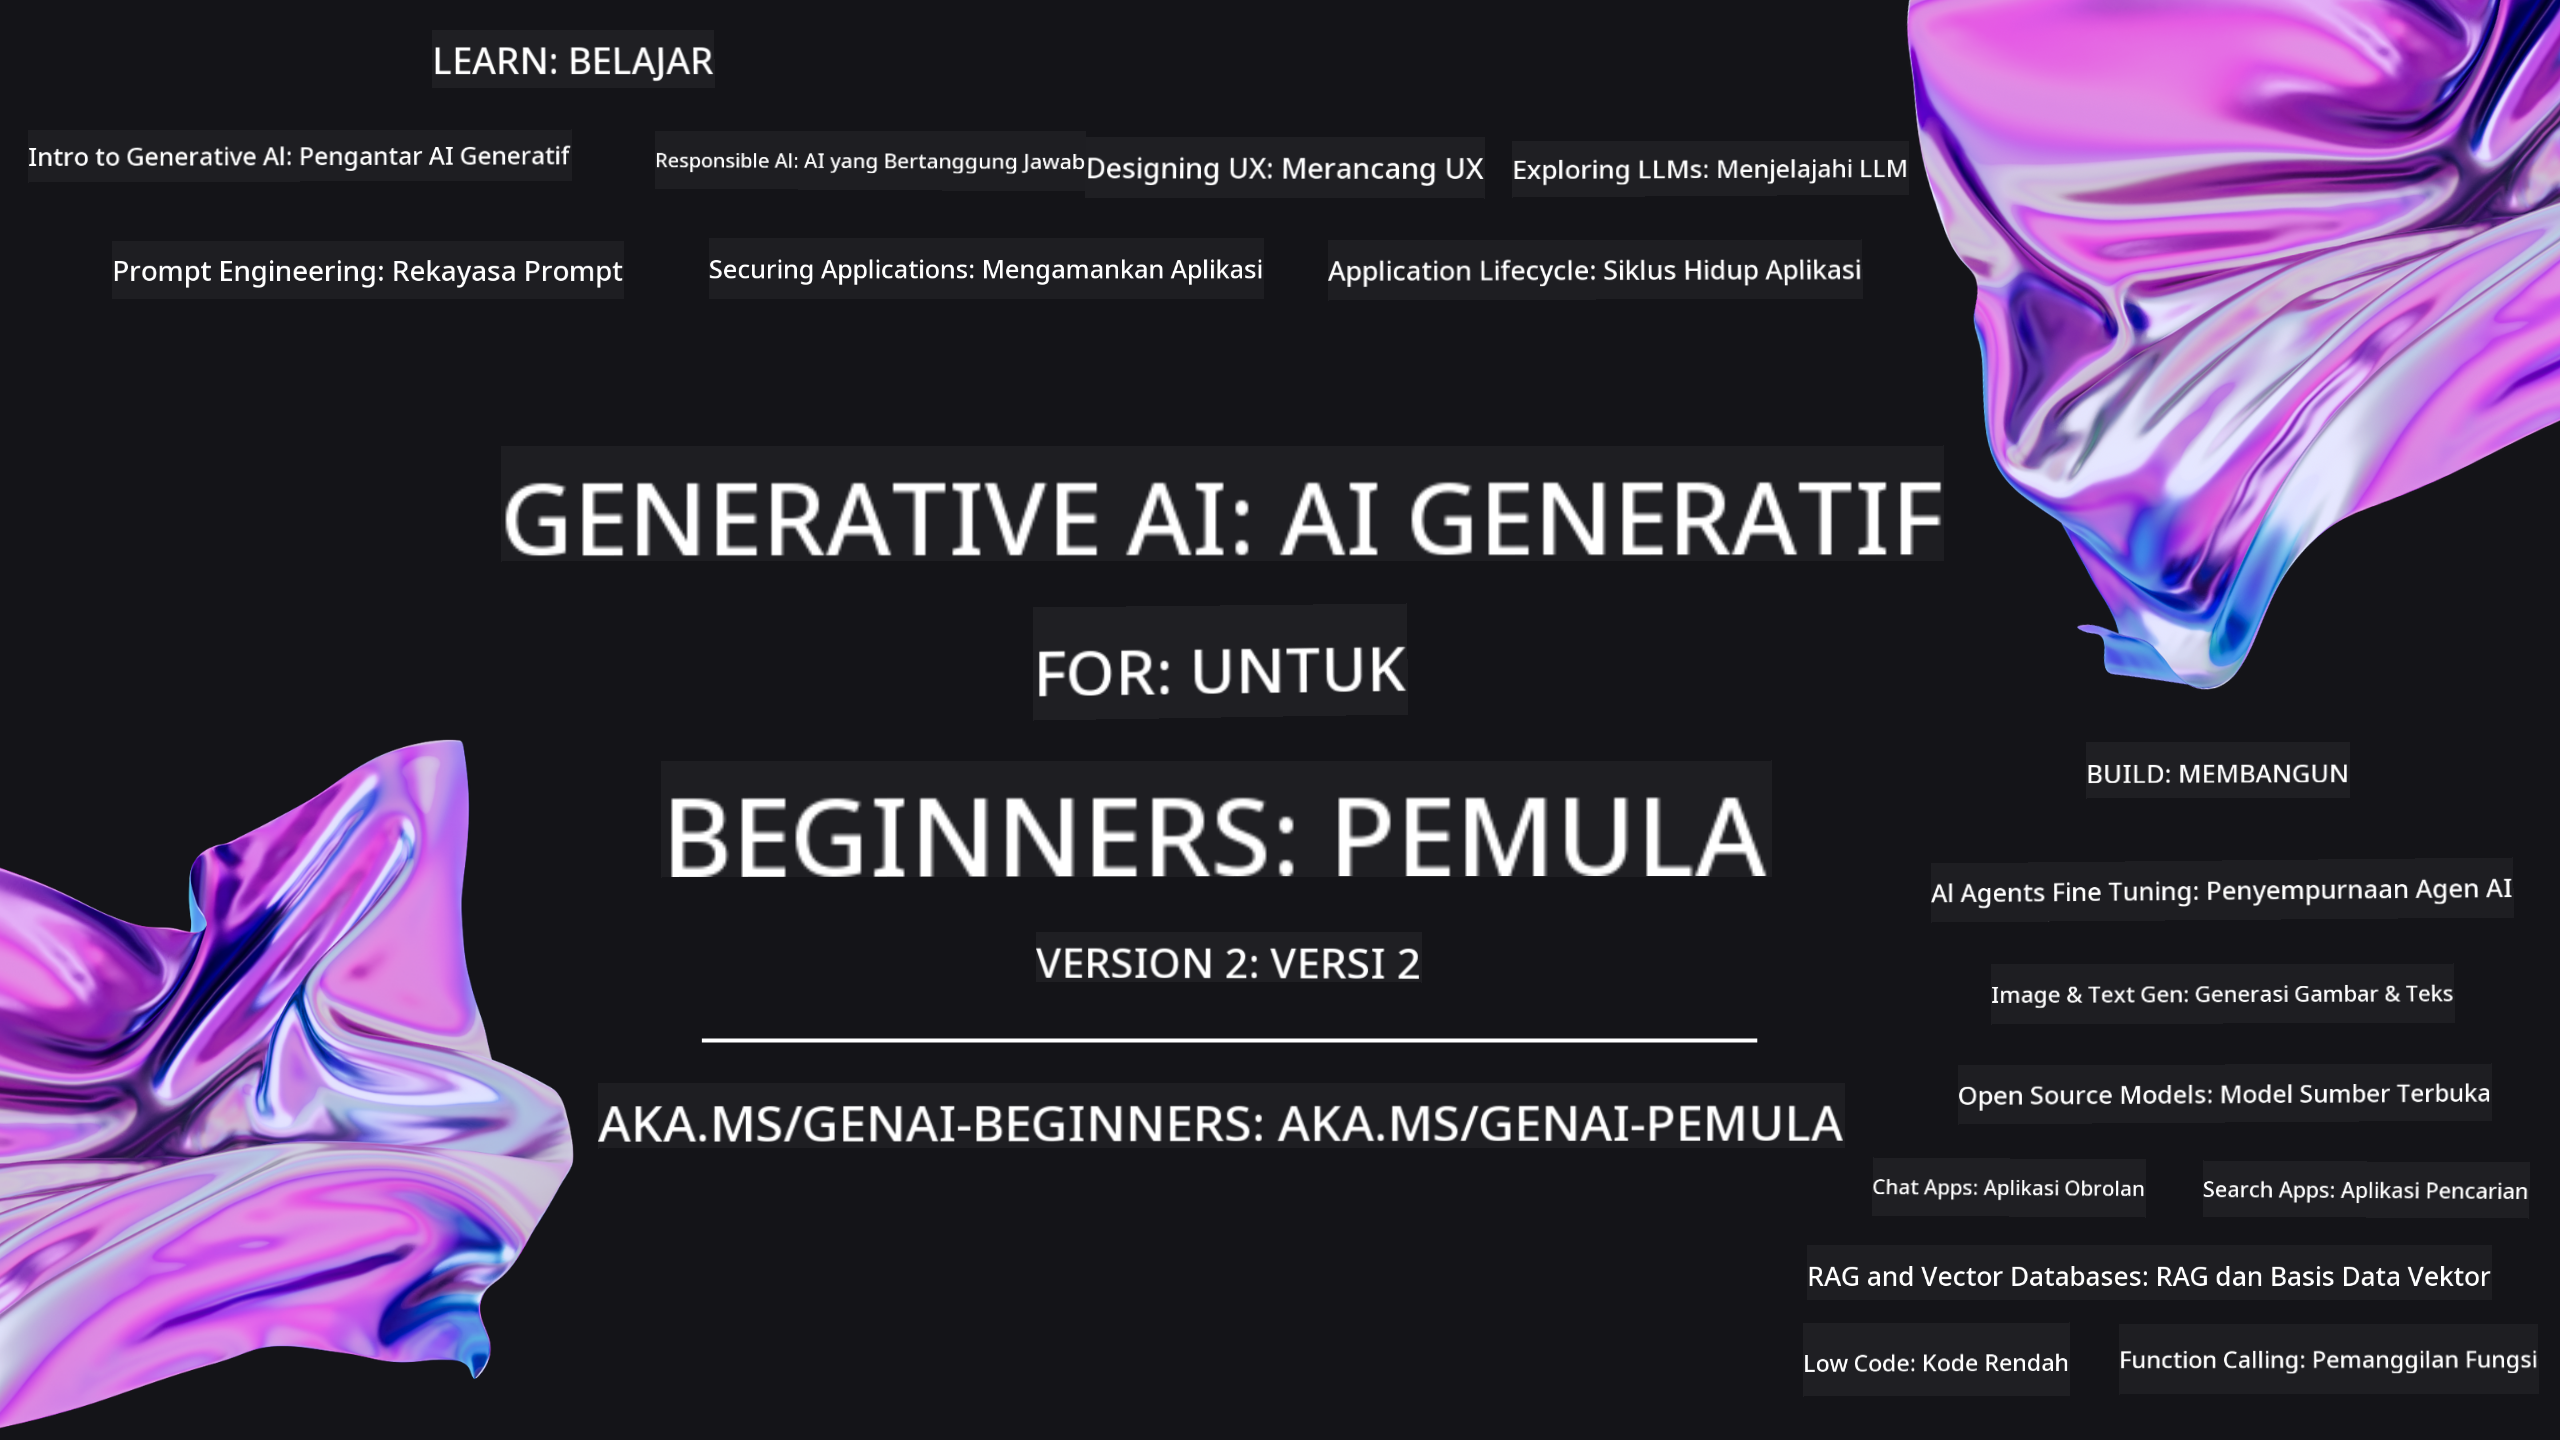 LEARN: BELAJAR
Intro to Generative AI: Pengantar AI Generatif
Responsible AI: AI yang Bertanggung Jawab
Designing UX: Merancang UX
Exploring LLMs: Menjelajahi LLM
Prompt Engineering: Rekayasa Prompt
Securing Applications: Mengamankan Aplikasi
Application Lifecycle: Siklus Hidup Aplikasi
GENERATIVE AI: AI GENERATIF
FOR: UNTUK
BEGINNERS: PEMULA
VERSION 2: VERSI 2
AKA.MS/GENAI-BEGINNERS: AKA.MS/GENAI-PEMULA
BUILD: MEMBANGUN
AI Agents Fine Tuning: Penyempurnaan Agen AI
Image & Text Gen: Generasi Gambar & Teks
Open Source Models: Model Sumber Terbuka
Chat Apps: Aplikasi Obrolan
Search Apps: Aplikasi Pencarian
RAG and Vector Databases: RAG dan Basis Data Vektor
Low Code: Kode Rendah
Function Calling: Pemanggilan Fungsi